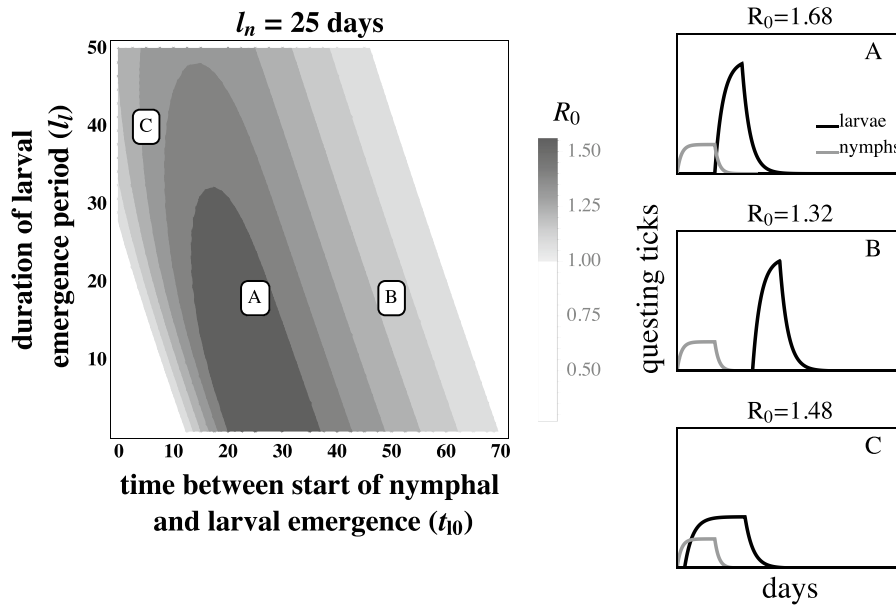 l_n = 25 days
duration of larval
emergence period (l_l)
50
40
30
20
10
C
A
B
0 10 20 30 40 50 60 70
time between start of nymphal
and larval emergence (t_l0)
R_0
1.50
1.25
1.00
0.75
0.50
questing ticks
R_0=1.68
A
larvae
nymphs
R_0=1.32
B
R_0=1.48
C
days